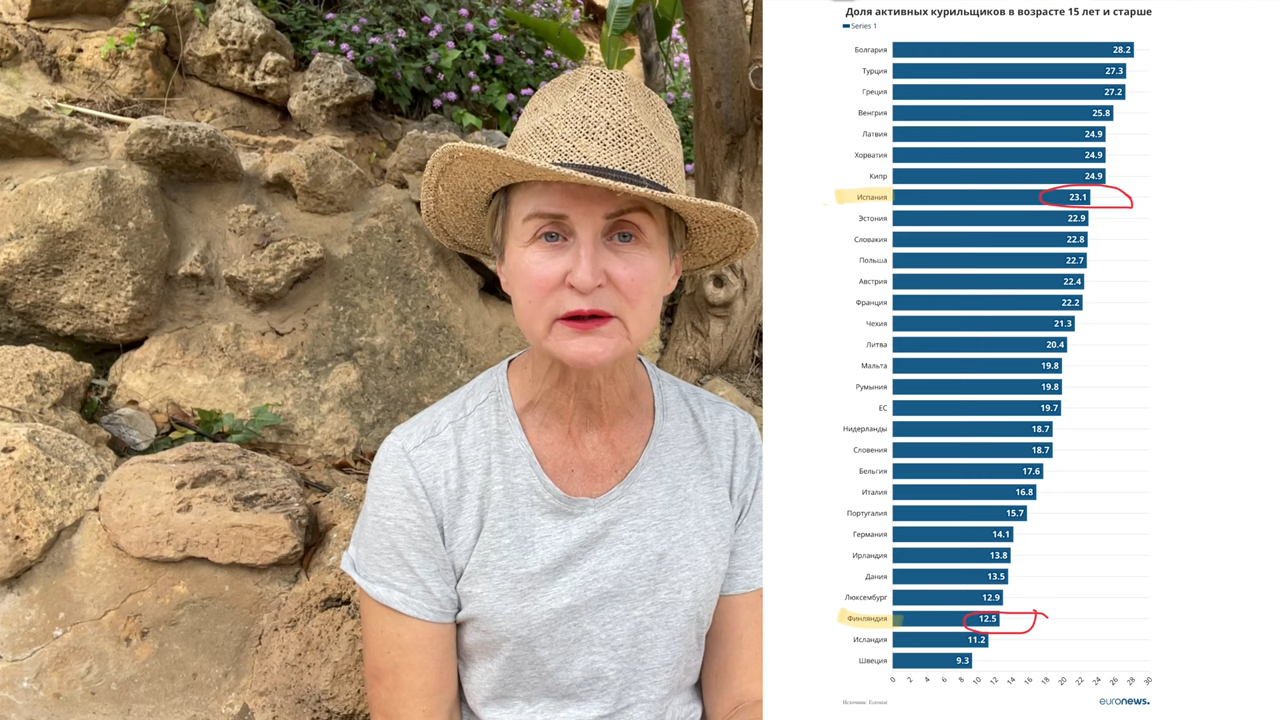 Доля активных курильщиков в возрасте 15 лет и старше
Series 1
Болгария 28.2
Турция 27.3
Греция 27.2
Венгрия 25.8
Латвия 24.9
Хорватия 24.9
Кипр 24.9
Испания 23.1
Эстония 22.9
Словакия 22.8
Польша 22.7
Австрия 22.4
Франция 22.2
Чехия 21.3
Литва 20.4
Мальта 19.8
Румыния 19.8
ЕС 19.7
Нидерланды 18.7
Словения 18.7
Бельгия 17.6
Италия 16.8
Португалия 15.7
Германия 14.1
Ирландия 13.8
Дания 13.5
Люксембург 12.9
Финляндия 12.5
Исландия 11.2
Швеция 9.3
0 2 4 6 8 10 12 14 16 18 20 22 24 26 28 30
Источник: Eurostat
euronews.